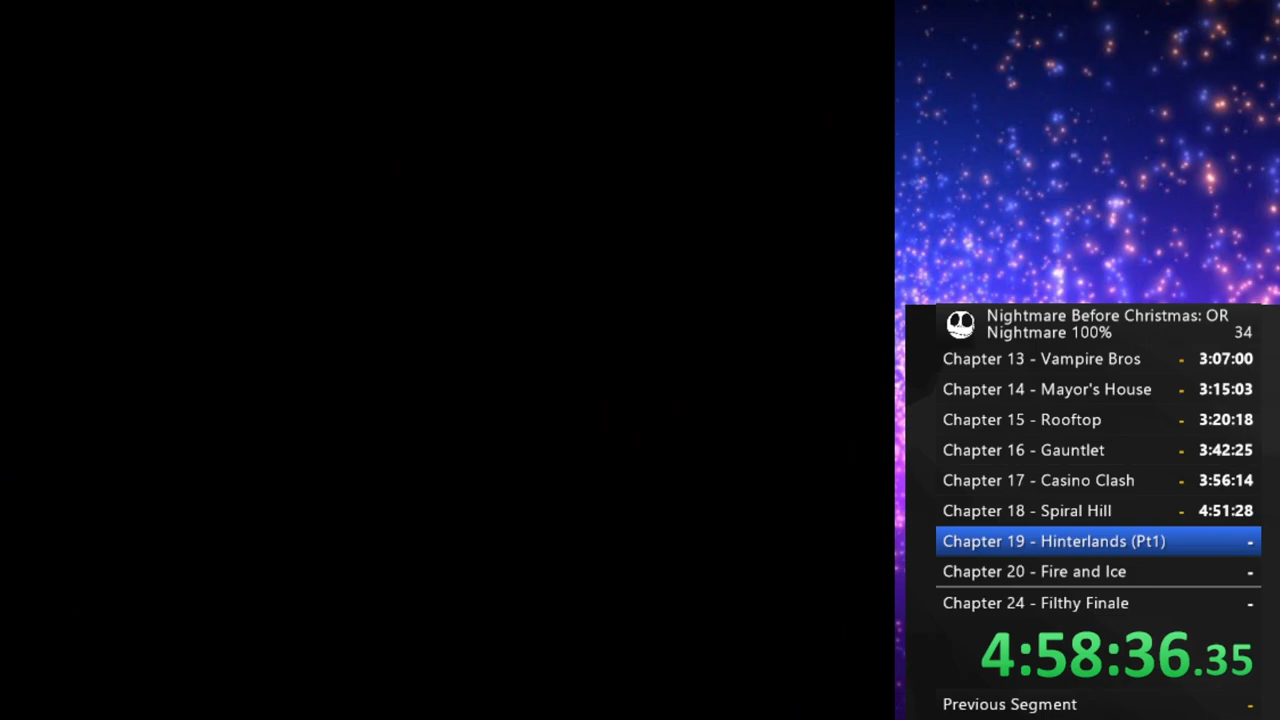 Nightmare Before Christmas: OR
Nightmare 100% 34
Chapter 13 - Vampire Bros - 3:07:00
Chapter 14 - Mayor's House - 3:15:03
Chapter 15 - Rooftop - 3:20:18
Chapter 16 - Gauntlet - 3:42:25
Chapter 17 - Casino Clash - 3:56:14
Chapter 18 - Spiral Hill - 4:51:28
Chapter 19 - Hinterlands (Pt1) -
Chapter 20 - Fire and Ice -
Chapter 24 - Filthy Finale -
4:58:36.35
Previous Segment -